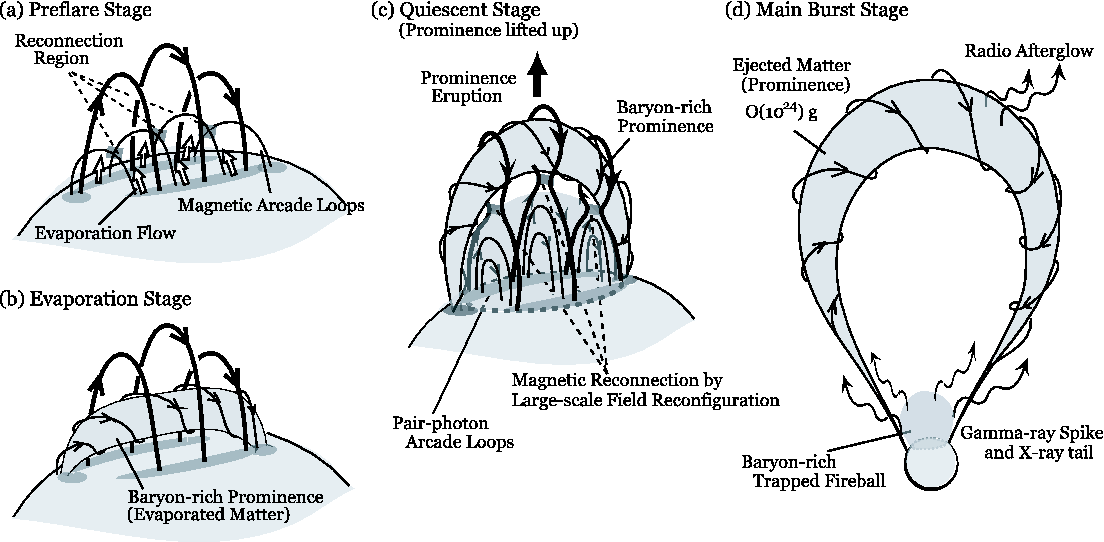 (a) Preflare Stage
Reconnection
Region
Magnetic Arcade Loops
Evaporation Flow
(b) Evaporation Stage
Baryon-rich Prominence
(Evaporated Matter)
(c) Quiescent Stage
(Prominence lifted up)
Prominence
Eruption
Baryon-rich
Prominence
Magnetic Reconnection by
Large-scale Field Reconfiguration
Pair-photon
Arcade Loops
(d) Main Burst Stage
Radio Afterglow
Ejected Matter
(Prominence)
O(10²⁴) g
Gamma-ray Spike
and X-ray tail
Baryon-rich
Trapped Fireball